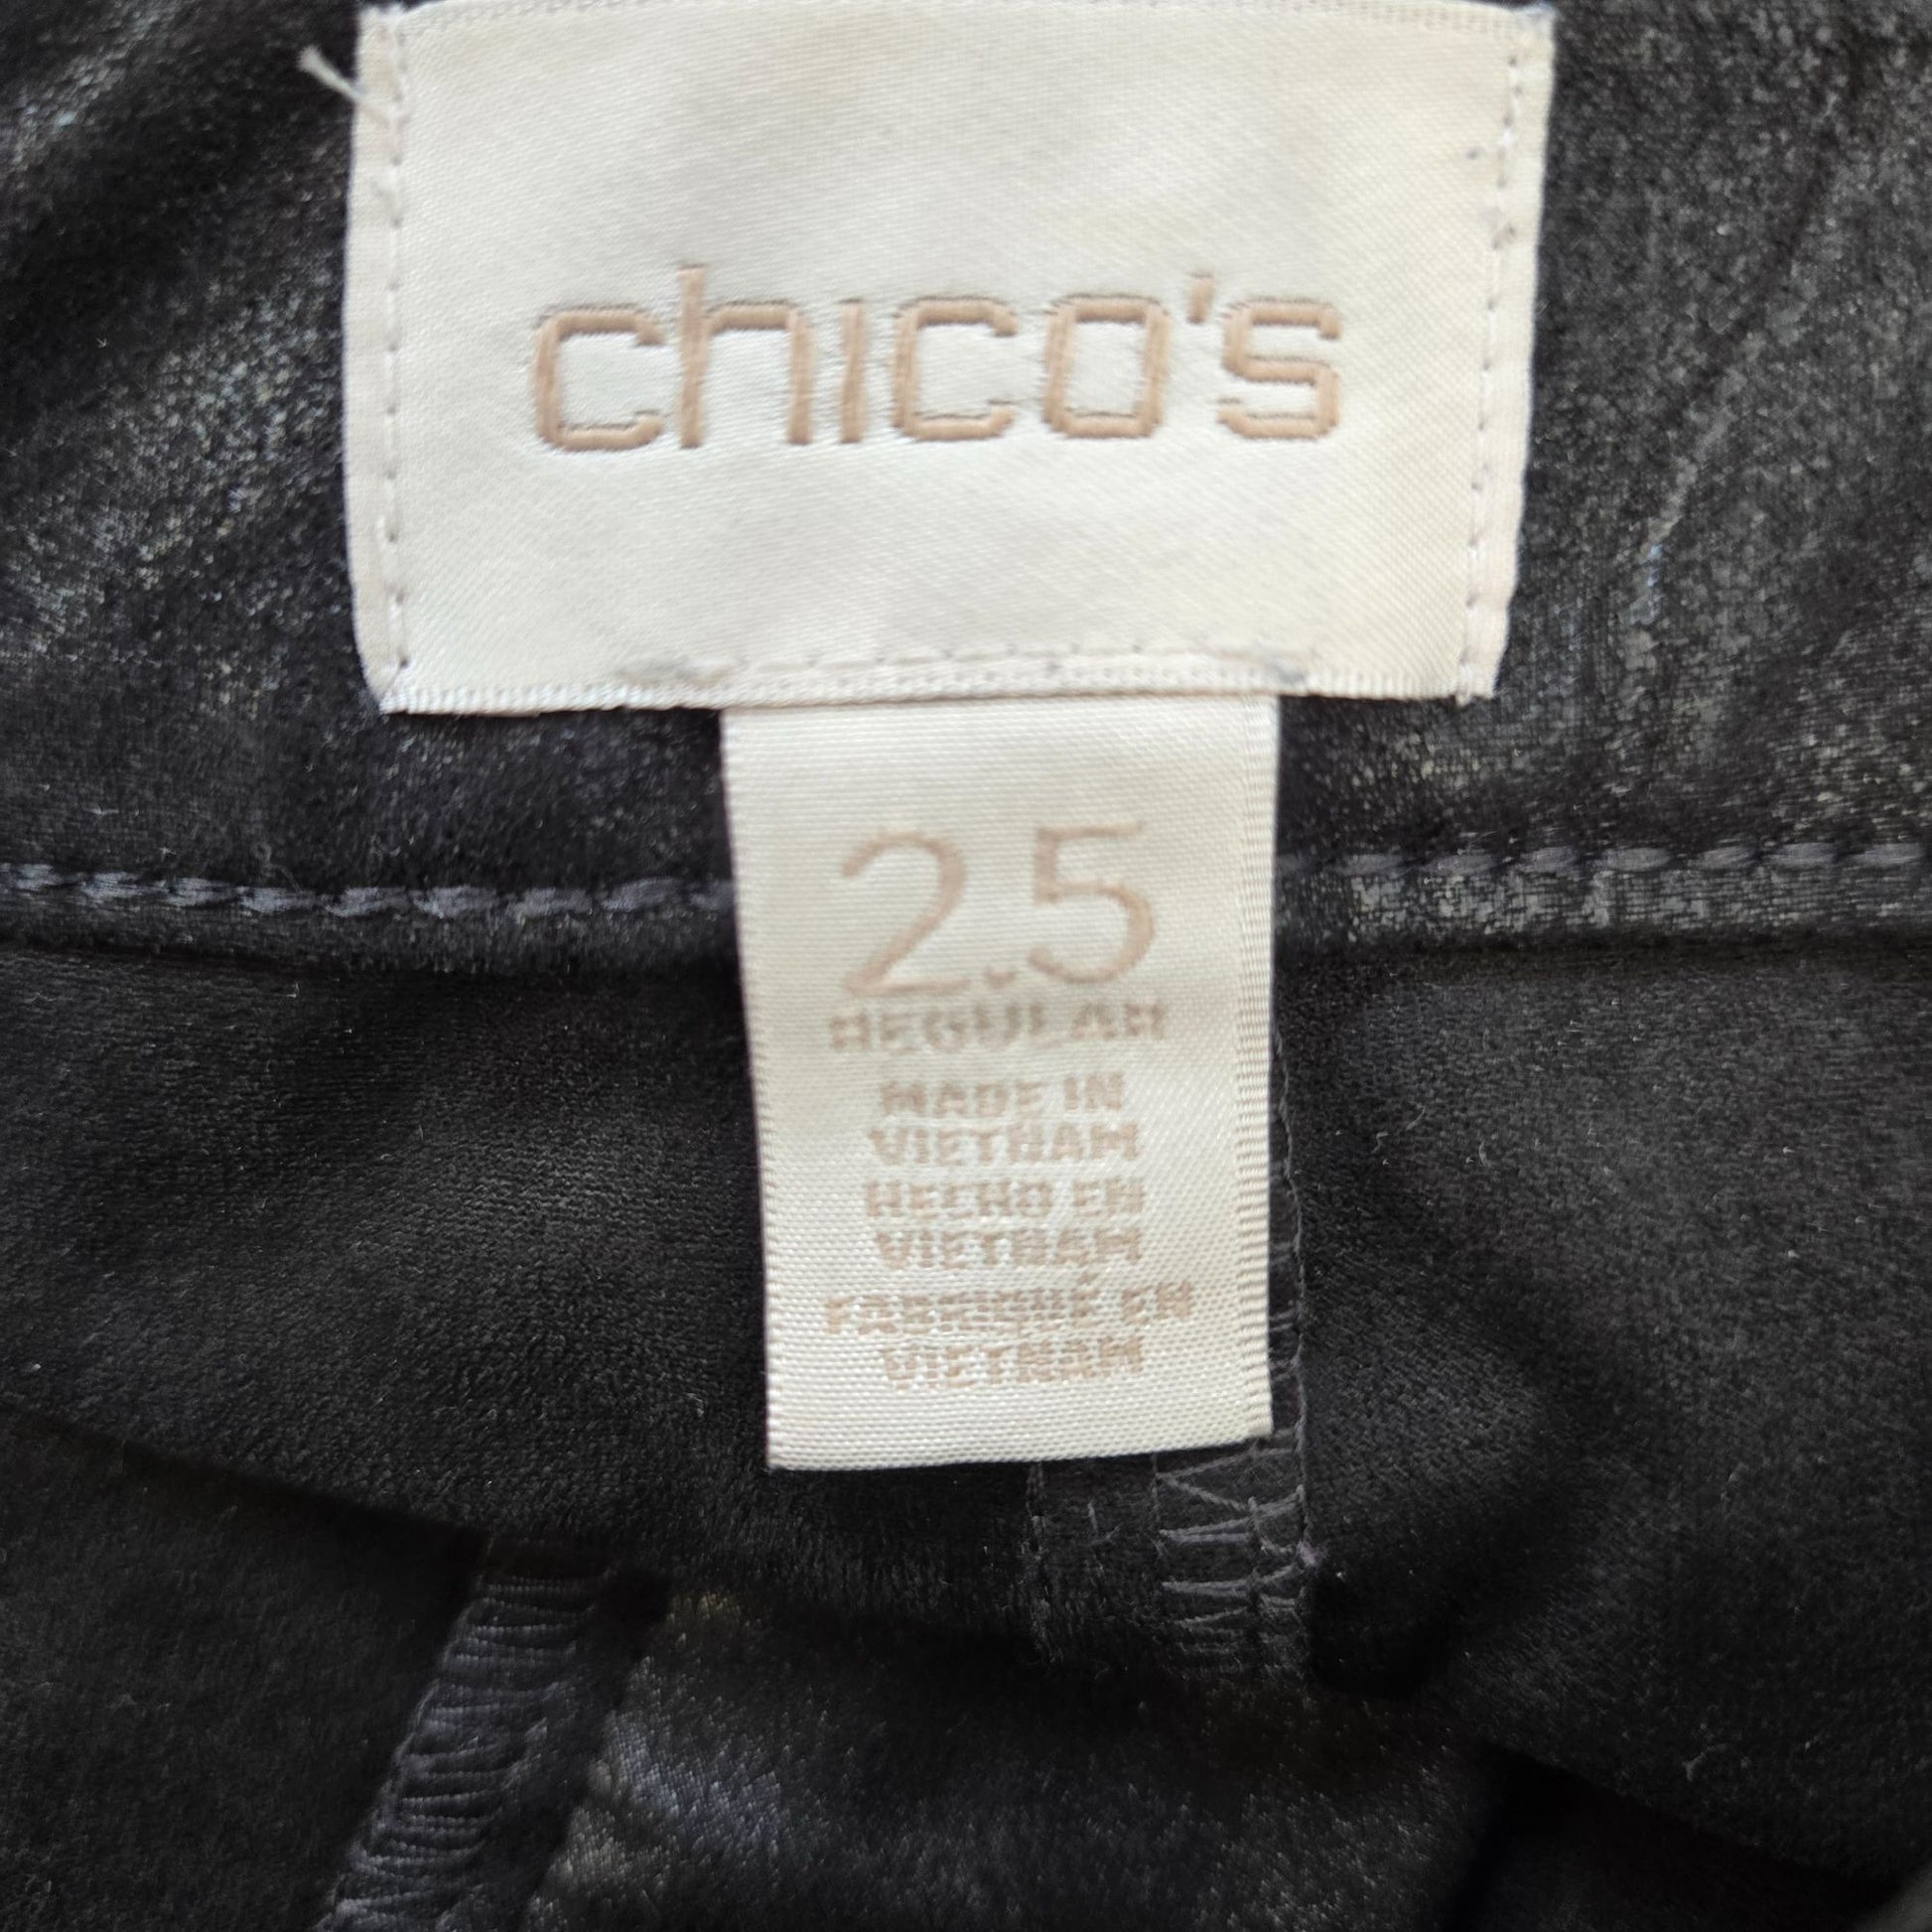 chico's
2.5
REGULAR
MADE IN
VIETNAM
HECHO EN
VIETNAM
FABRIQUÉ EN
VIETNAM